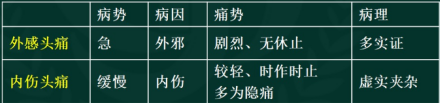 病势 病因 痛势 病理
外感头痛 急 外邪 剧烈、无休止 多实证
内伤头痛 缓慢 内伤 较轻、时作时止 虚实夹杂
多为隐痛